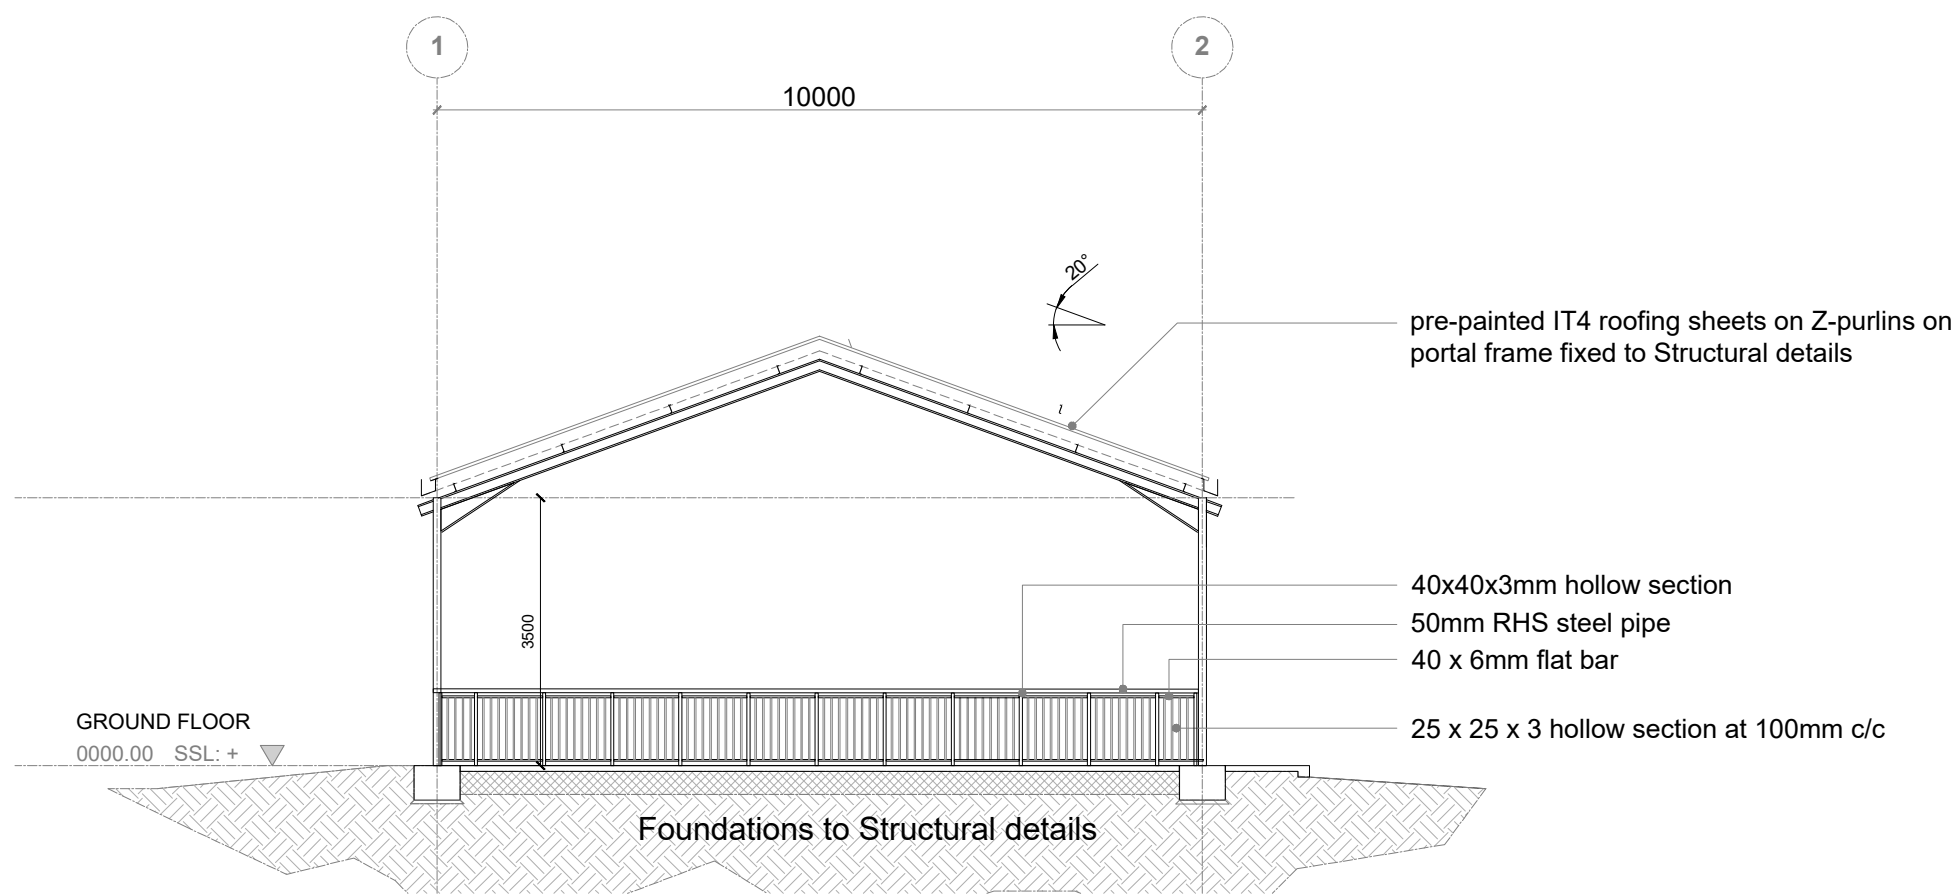 1
2
10000
20°
pre-painted IT4 roofing sheets on Z-purlins on
portal frame fixed to Structural details
l
3500
40x40x3mm hollow section
50mm RHS steel pipe
40 x 6mm flat bar
25 x 25 x 3 hollow section at 100mm c/c
GROUND FLOOR
0000.00 SSL: +
Foundations to Structural details